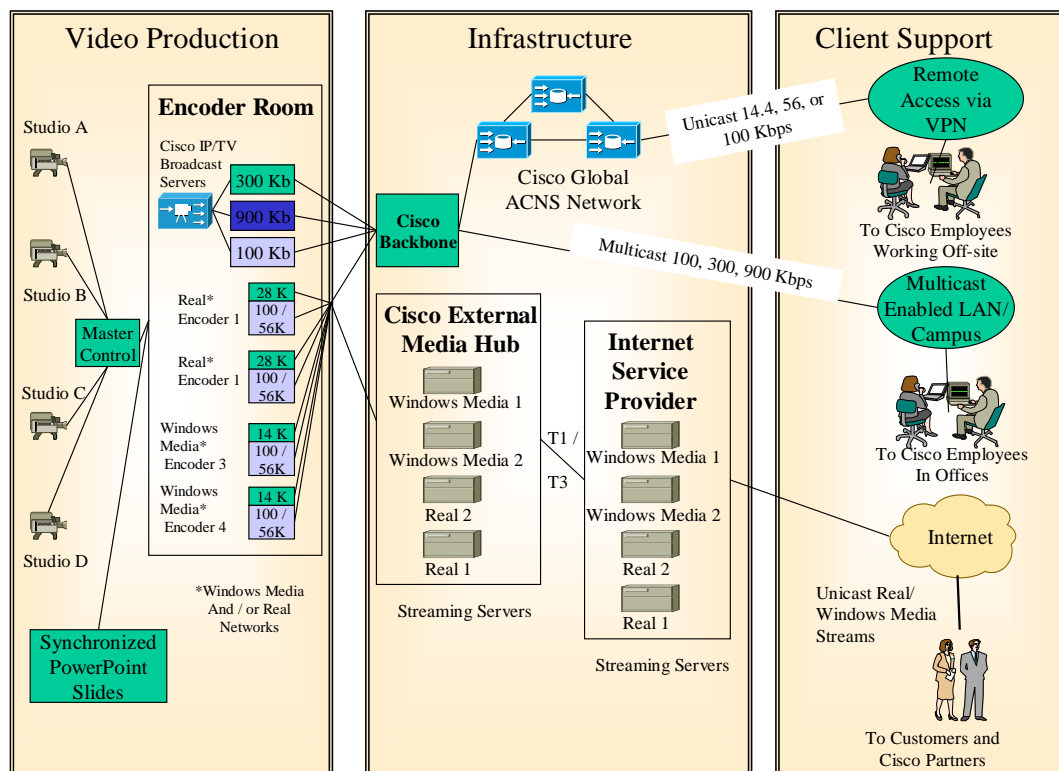 Video Production
Studio A
Studio B
Studio C
Studio D
Master
Control
Synchronized
PowerPoint
Slides
Encoder Room
Cisco IP/TV
Broadcast
Servers
300 Kb
900 Kb
100 Kb
Real*
Encoder 1
28 K
100 /
56K
Real*
Encoder 1
28 K
100 /
56K
Windows
Media*
Encoder 3
14 K
100 /
56K
Windows
Media*
Encoder 4
14 K
100 /
56K
*Windows Media
And / or Real
Networks
Infrastructure
Cisco Global
ACNS Network
Cisco
Backbone
Unicast 14.4, 56, or
100 Kbps
Multicast 100, 300, 900 Kbps
Cisco External
Media Hub
Windows Media 1
Windows Media 2
Real 2
Real 1
Streaming Servers
T1 /
T3
Internet
Service
Provider
Windows Media 1
Windows Media 2
Real 2
Real 1
Streaming Servers
Client Support
Remote
Access via
VPN
To Cisco Employees
Working Off-site
Multicast
Enabled LAN/
Campus
To Cisco Employees
In Offices
Internet
Unicast Real/
Windows Media
Streams
To Customers and
Cisco Partners